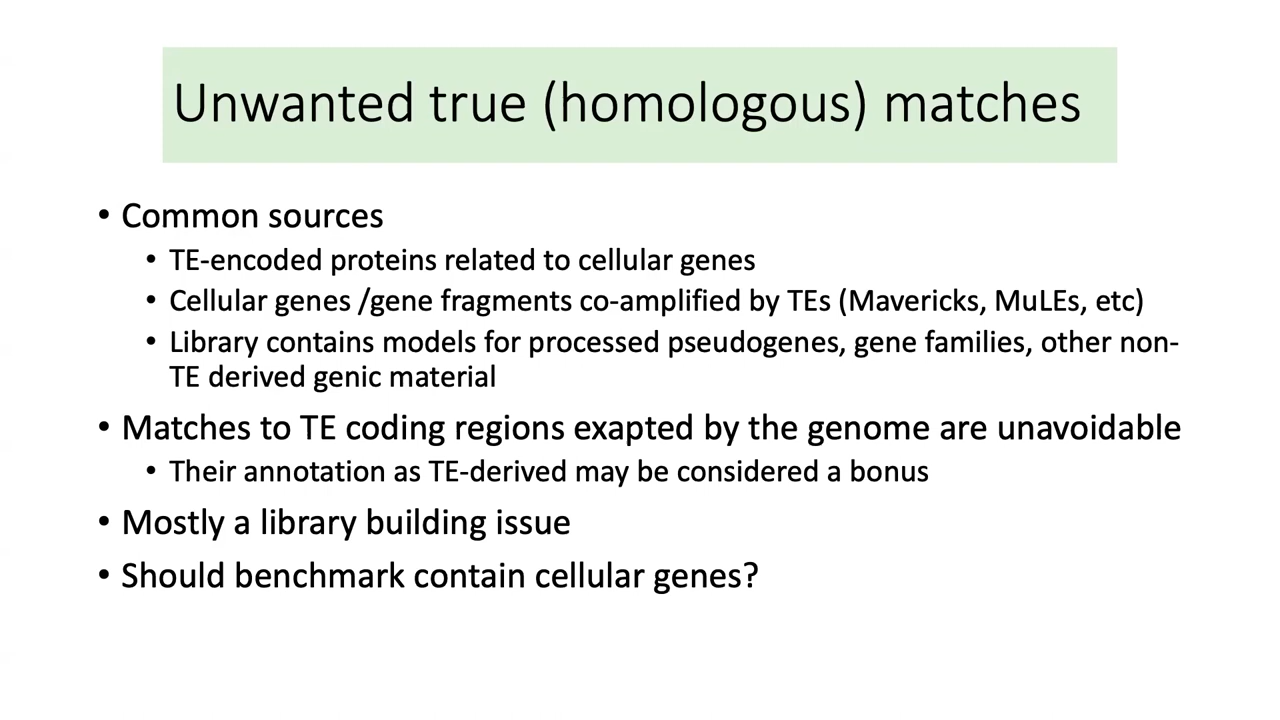 Unwanted true (homologous) matches
• Common sources
• TE-encoded proteins related to cellular genes
• Cellular genes /gene fragments co-amplified by TEs (Mavericks, MuLEs, etc)
• Library contains models for processed pseudogenes, gene families, other non-
TE derived genic material
• Matches to TE coding regions exapted by the genome are unavoidable
• Their annotation as TE-derived may be considered a bonus
• Mostly a library building issue
• Should benchmark contain cellular genes?